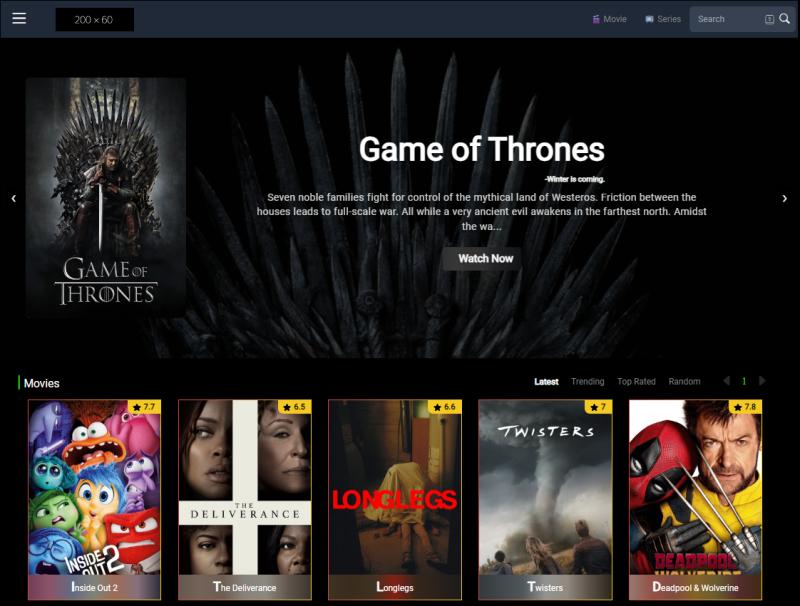 200 × 60
Movie
Series
Search
Game of Thrones
-Winter is coming.
Seven noble families fight for control of the mythical land of Westeros. Friction between the
houses leads to full-scale war. All while a very ancient evil awakens in the farthest north. Amidst
the wa...
Watch Now
GAME OF
THRONES
Movies
Latest
Trending
Top Rated
Random
1
7.7
6.5
6.6
7
7.8
INSIDE
OUT 2
THE
DELIVERANCE
LONGLEGS
TWISTERS
DEADPOOL
Inside Out 2
The Deliverance
Longlegs
Twisters
Deadpool & Wolverine